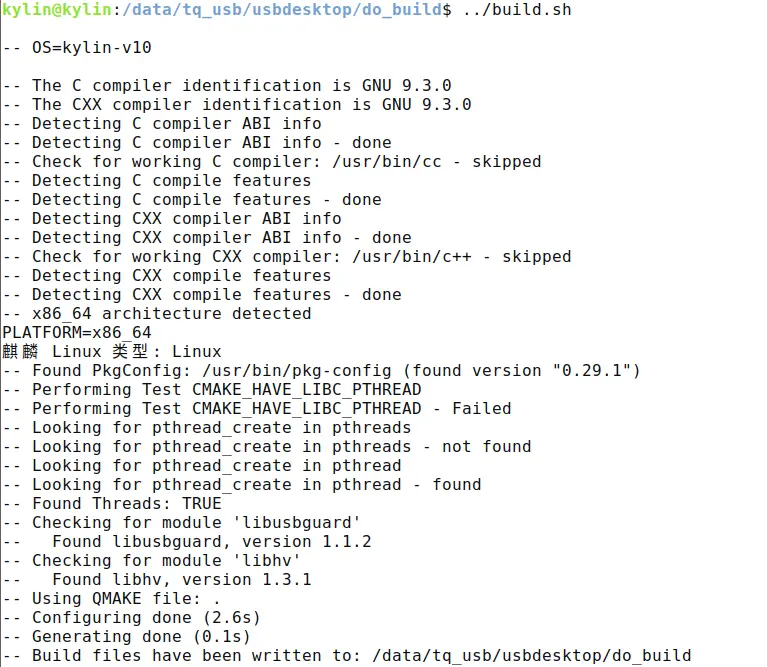 kylin@kylin:/data/tq_usb/usbdesktop/do_build$ ../build.sh
-- OS=kylin-v10
-- The C compiler identification is GNU 9.3.0
-- The CXX compiler identification is GNU 9.3.0
-- Detecting C compiler ABI info
-- Detecting C compiler ABI info - done
-- Check for working C compiler: /usr/bin/cc - skipped
-- Detecting C compile features
-- Detecting C compile features - done
-- Detecting CXX compiler ABI info
-- Detecting CXX compiler ABI info - done
-- Check for working CXX compiler: /usr/bin/c++ - skipped
-- Detecting CXX compile features
-- Detecting CXX compile features - done
-- x86_64 architecture detected
PLATFORM=x86_64
麒麟 Linux 类型: Linux
-- Found PkgConfig: /usr/bin/pkg-config (found version "0.29.1")
-- Performing Test CMAKE_HAVE_LIBC_PTHREAD
-- Performing Test CMAKE_HAVE_LIBC_PTHREAD - Failed
-- Looking for pthread_create in pthreads
-- Looking for pthread_create in pthreads - not found
-- Looking for pthread_create in pthread
-- Looking for pthread_create in pthread - found
-- Found Threads: TRUE
-- Checking for module 'libusbguard'
--   Found libusbguard, version 1.1.2
-- Checking for module 'libhv'
--   Found libhv, version 1.3.1
-- Using QMAKE file: .
-- Configuring done (2.6s)
-- Generating done (0.1s)
-- Build files have been written to: /data/tq_usb/usbdesktop/do_build